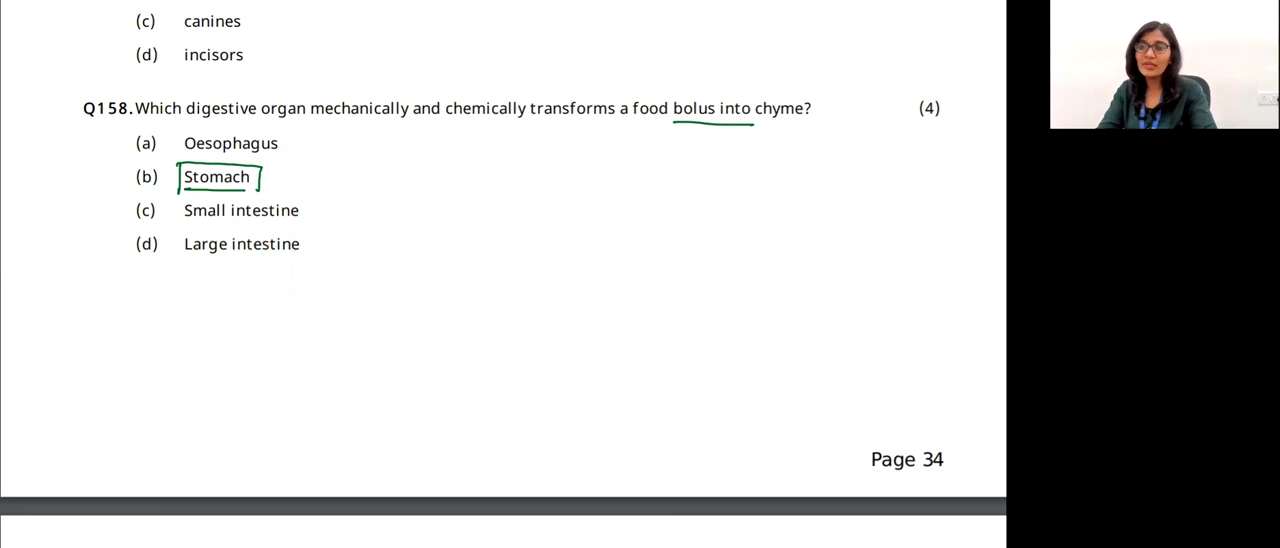 (c) canines
(d) incisors
Q158. Which digestive organ mechanically and chemically transforms a food bolus into chyme? (4)
(a) Oesophagus
(b) Stomach
(c) Small intestine
(d) Large intestine
Page 34